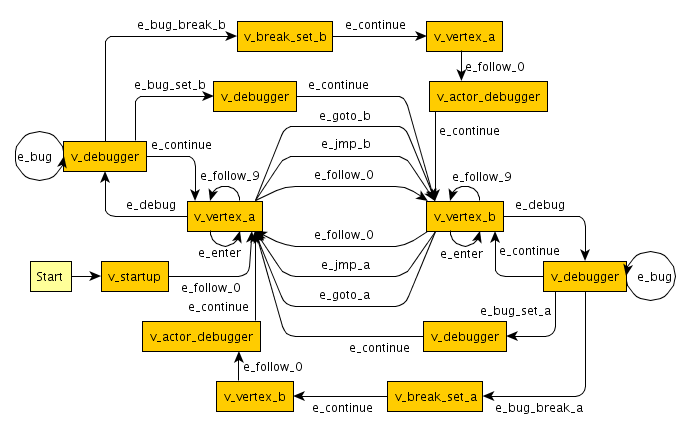 e_bug_break_b
v_break_set_b
e_continue
v_vertex_a
e_follow_0
e_bug_set_b
v_debugger
e_continue
v_actor_debugger
e_goto_b
e_continue
e_bug
v_debugger
e_continue
e_jmp_b
e_follow_9
e_follow_0
e_follow_9
e_debug
v_vertex_a
v_vertex_b
e_debug
e_follow_0
e_enter
e_enter
e_continue
Start
v_startup
e_jmp_a
v_debugger
e_bug
e_follow_0
e_goto_a
e_continue
e_bug_set_a
v_actor_debugger
v_debugger
e_continue
e_follow_0
v_vertex_b
e_continue
v_break_set_a
e_bug_break_a